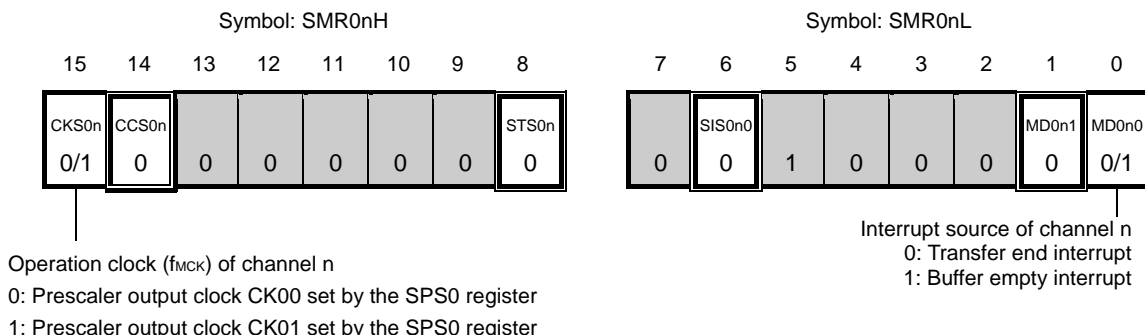 Symbol: SMR0nH
Symbol: SMR0nL
15 14 13 12 11 10 9 8
7 6 5 4 3 2 1 0
CKS0n CCS0n STS0n
0/1 0 0 0 0 0 0 0
SIS0n0 MD0n1 MD0n0
0 0 1 0 0 0 0 0/1
Interrupt source of channel n
0: Transfer end interrupt
1: Buffer empty interrupt
Operation clock (fMCK) of channel n
0: Prescaler output clock CK00 set by the SPS0 register
1: Prescaler output clock CK01 set by the SPS0 register